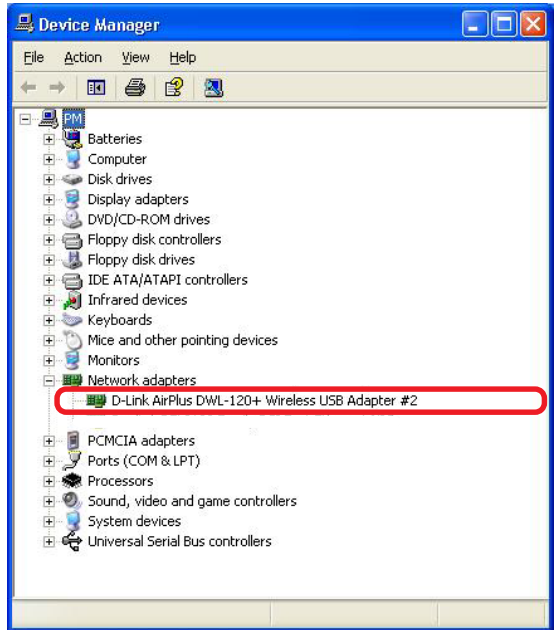 Device Manager
File Action View Help
PM
Batteries
Computer
Disk drives
Display adapters
DVD/CD-ROM drives
Floppy disk controllers
Floppy disk drives
IDE ATA/ATAPI controllers
Infrared devices
Keyboards
Mice and other pointing devices
Monitors
Network adapters
D-Link AirPlus DWL-120+ Wireless USB Adapter #2
PCMCIA adapters
Ports (COM & LPT)
Processors
Sound, video and game controllers
System devices
Universal Serial Bus controllers